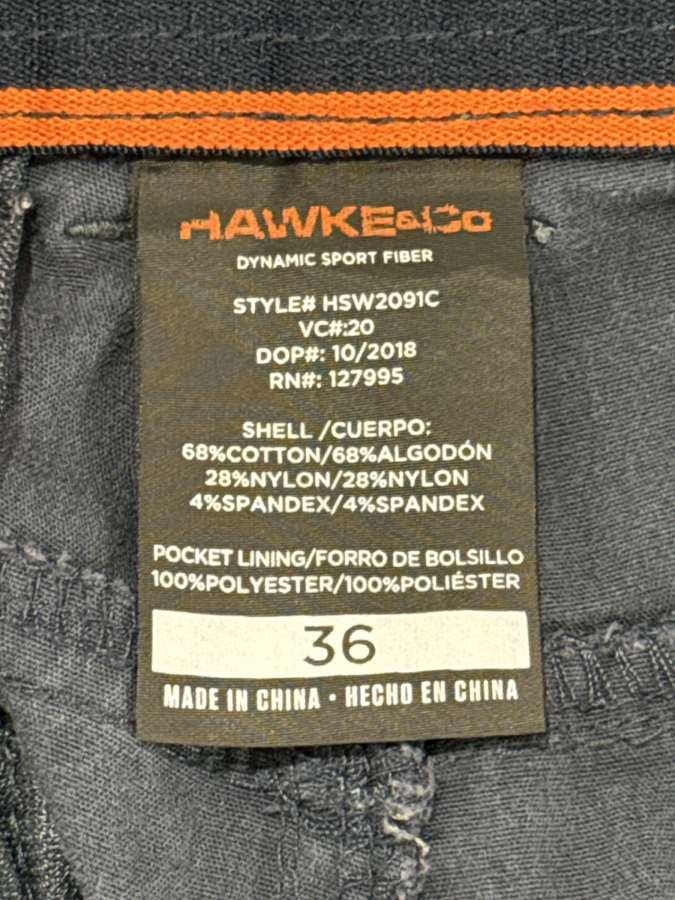 HAWKE&Co
DYNAMIC SPORT FIBER
STYLE# HSW2091C
VC#:20
DOP#: 10/2018
RN#: 127995
SHELL /CUERPO:
68%COTTON/68%ALGODÓN
28%NYLON/28%NYLON
4%SPANDEX/4%SPANDEX
POCKET LINING/FORRO DE BOLSILLO
100%POLYESTER/100%POLIÉSTER
36
MADE IN CHINA • HECHO EN CHINA